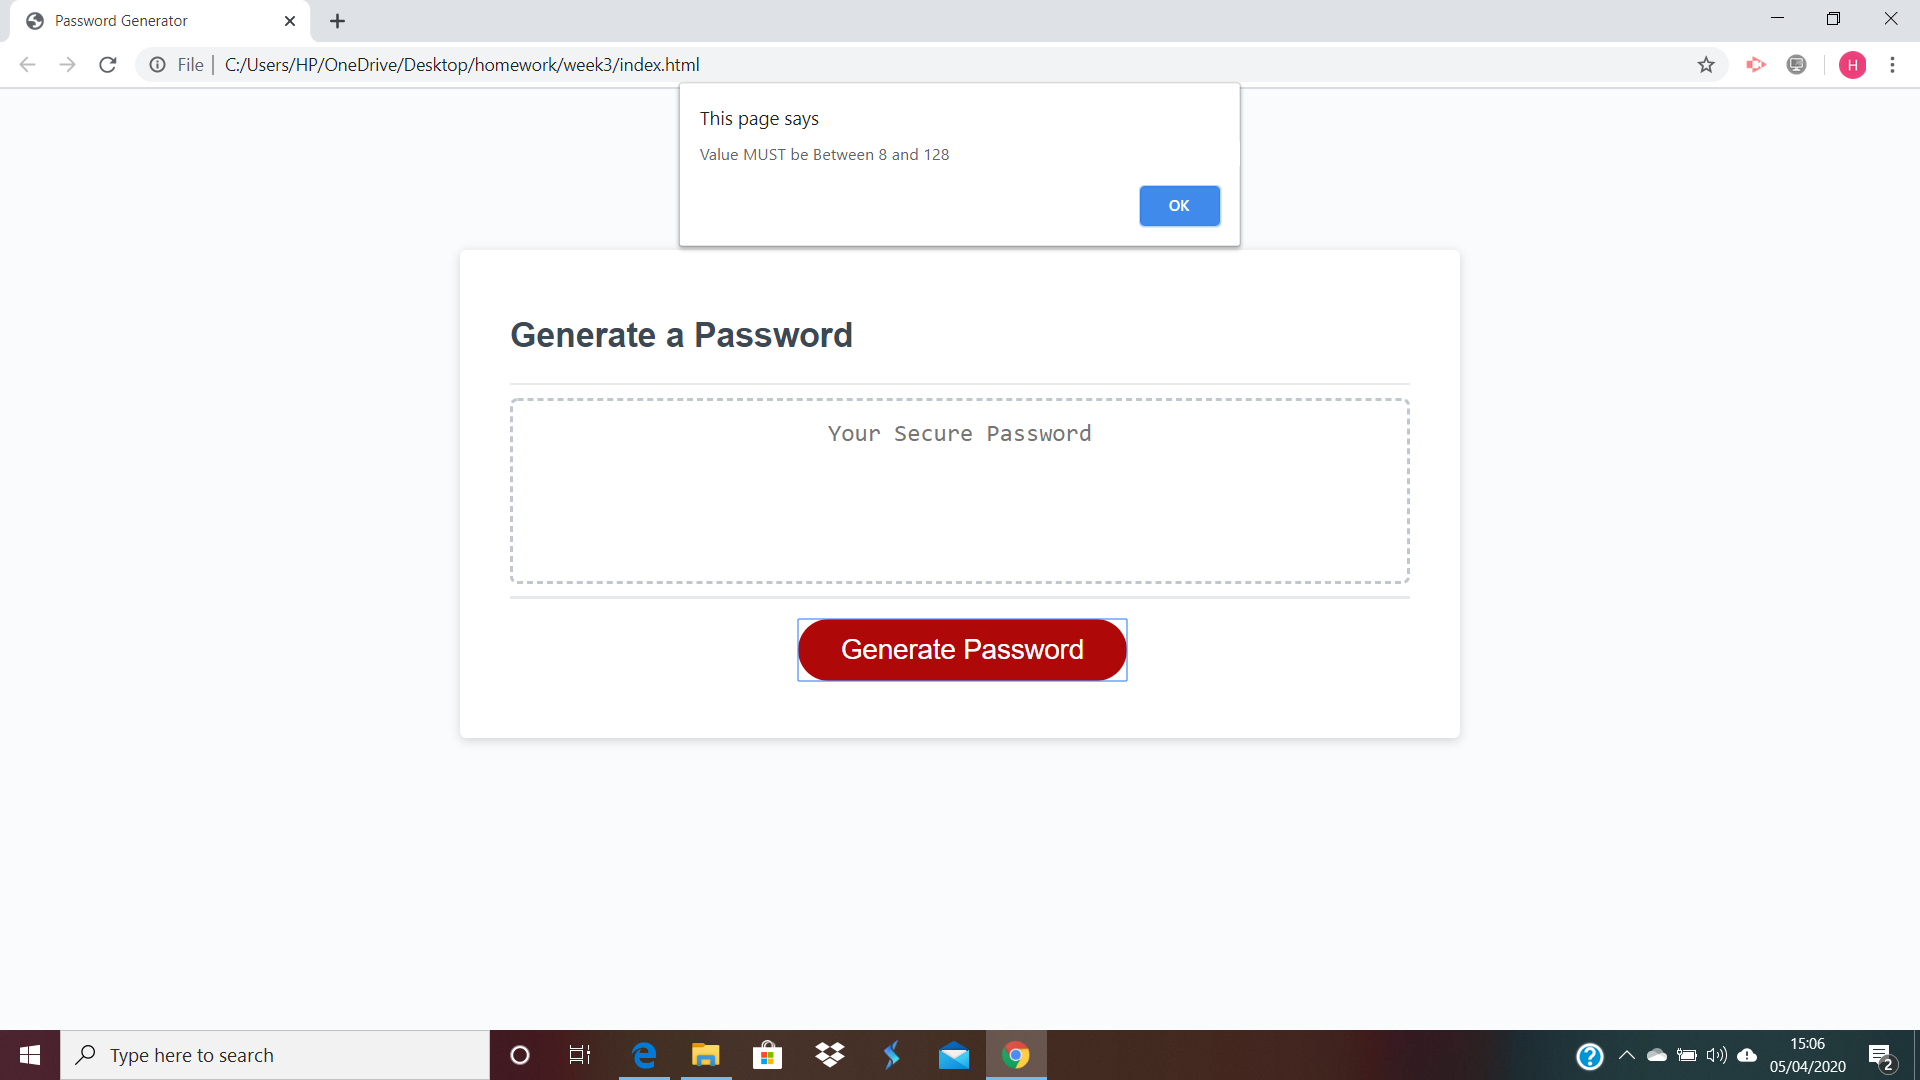 Password Generator
File | C:/Users/HP/OneDrive/Desktop/homework/week3/index.html
H
This page says
Value MUST be Between 8 and 128
OK
Generate a Password
Your Secure Password
Generate Password
Type here to search
15:06
05/04/2020
2